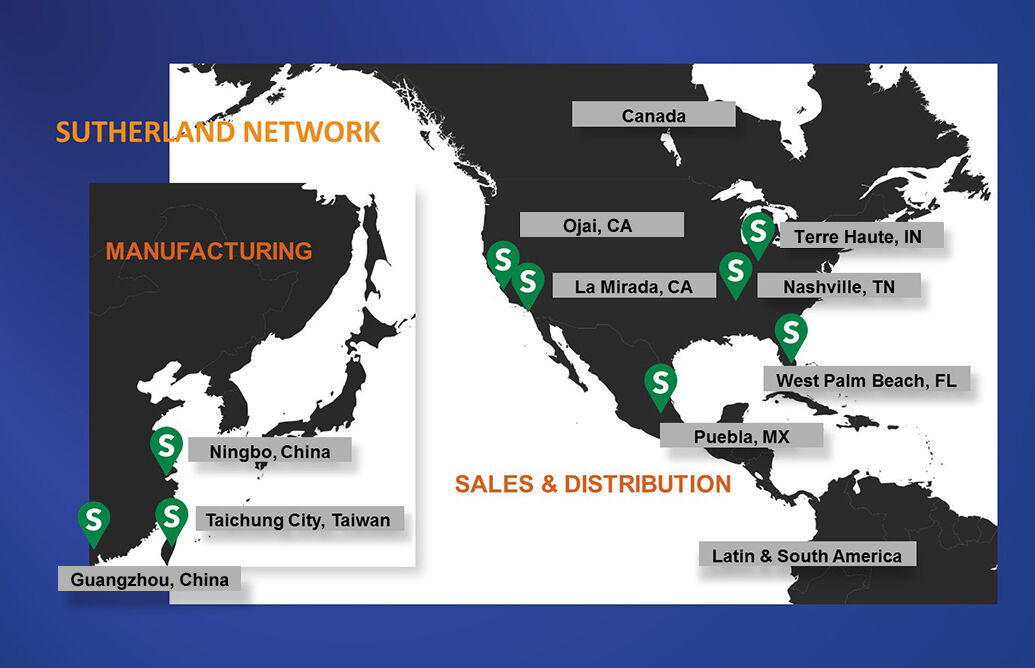 SUTHERLAND NETWORK
Canada
MANUFACTURING
Ojai, CA
S
Terre Haute, IN
S
S
La Mirada, CA
S
Nashville, TN
S
West Palm Beach, FL
S
Puebla, MX
S
Ningbo, China
SALES & DISTRIBUTION
S
S
Taichung City, Taiwan
Latin & South America
Guangzhou, China